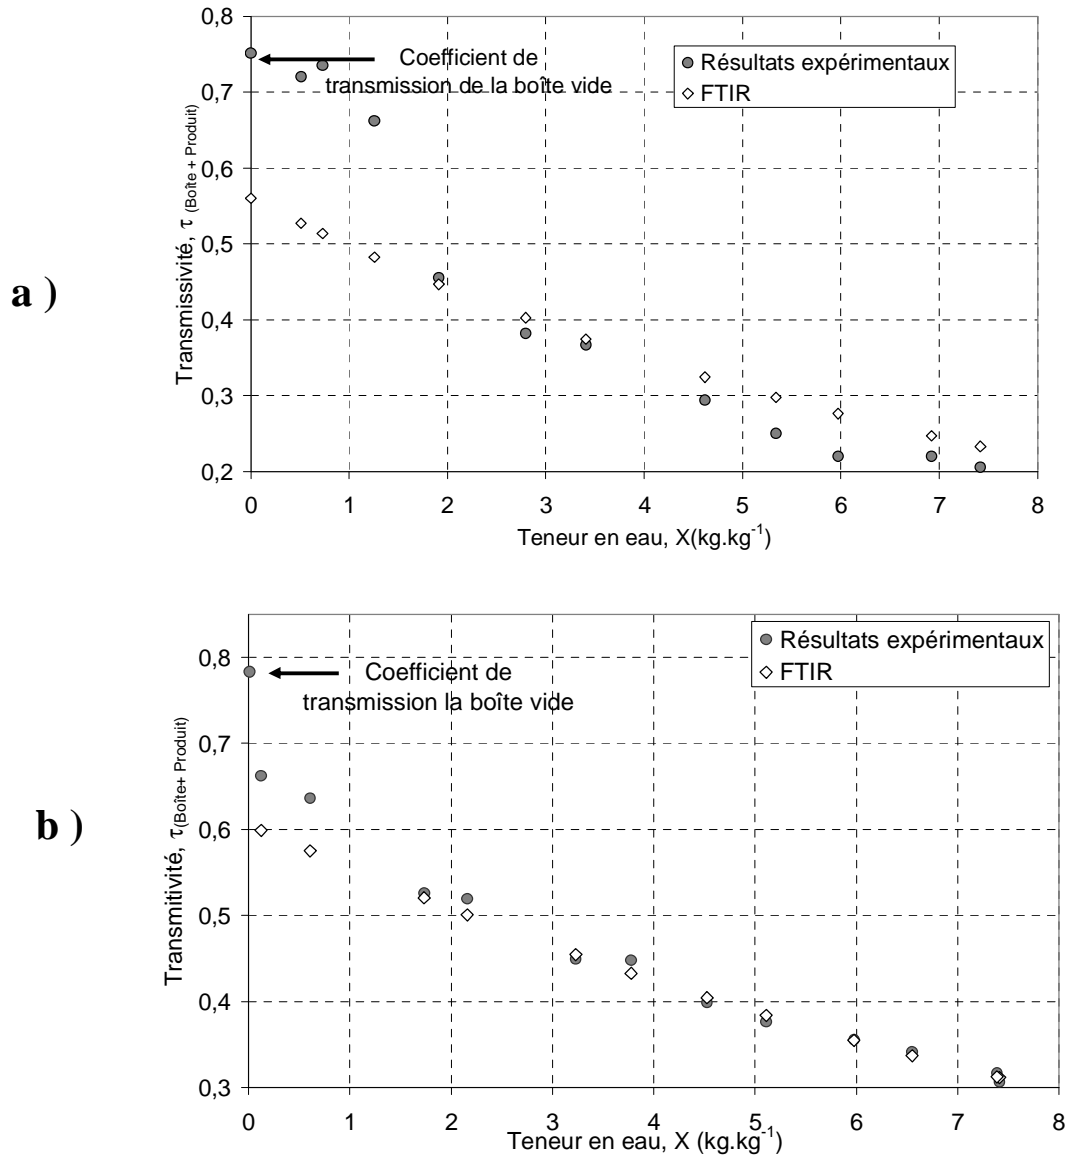 0,8
0,7
0,6
0,5
0,4
0,3
0,2
Transmissivité, τ (Boîte + Produit)
Coefficient de
transmission de la boîte vide
Résultats expérimentaux
FTIR
a )
0 1 2 3 4 5 6 7 8
Teneur en eau, X(kg.kg-1)
0,8
0,7
0,6
0,5
0,4
0,3
Transmitivité, τ(Boîte+ Produit)
Coefficient de
transmission la boîte vide
Résultats expérimentaux
FTIR
b )
0 1 2 3 4 5 6 7 8
Teneur en eau, X (kg.kg-1)